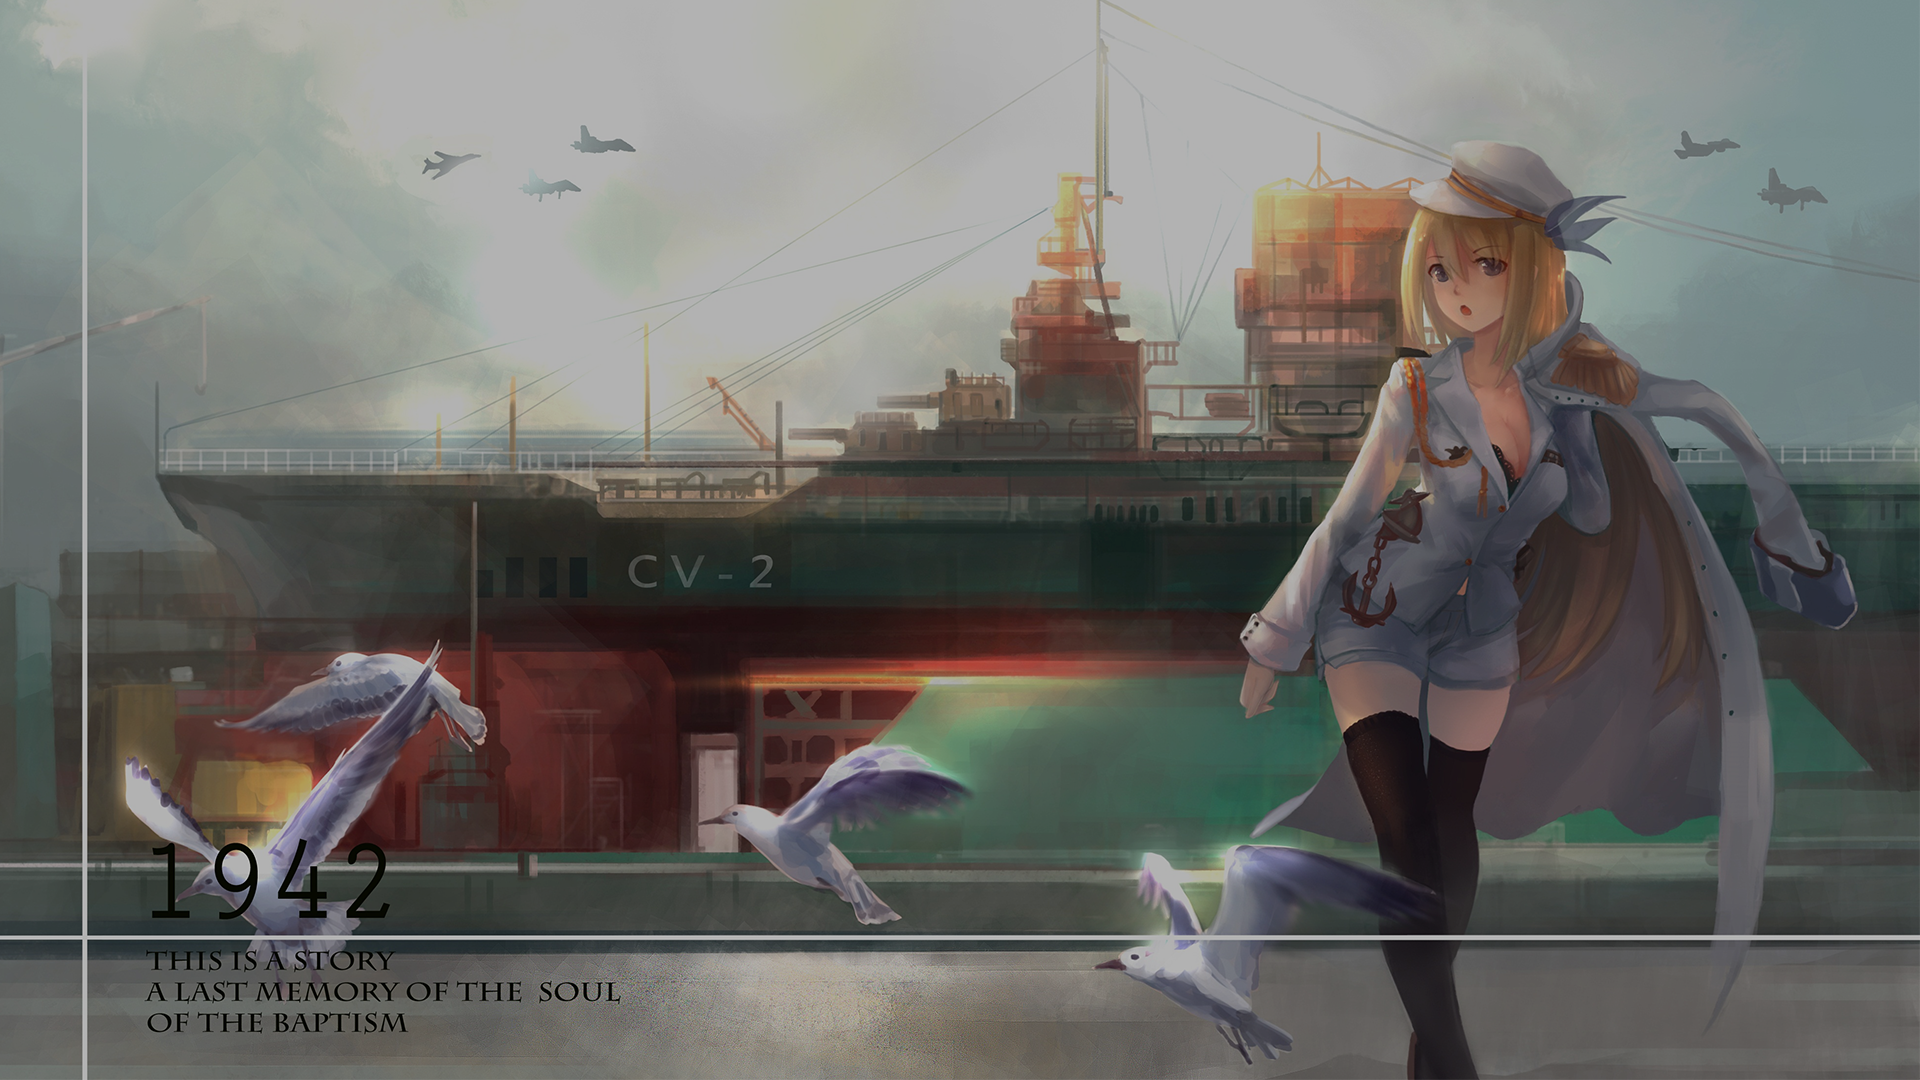 CV-2
1942
THIS IS A STORY
A LAST MEMORY OF THE SOUL
OF THE BAPTISM